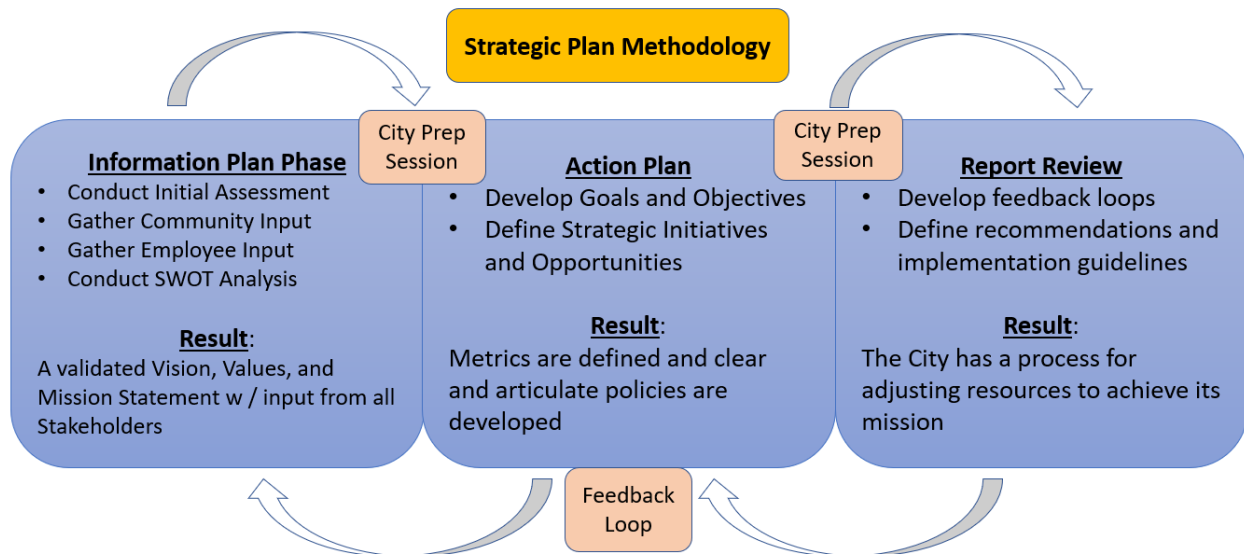 Strategic Plan Methodology
City Prep
Session
City Prep
Session
Information Plan Phase
• Conduct Initial Assessment
• Gather Community Input
• Gather Employee Input
• Conduct SWOT Analysis
Result:
A validated Vision, Values, and
Mission Statement w / input from all
Stakeholders
Action Plan
• Develop Goals and Objectives
• Define Strategic Initiatives
and Opportunities
Result:
Metrics are defined and clear
and articulate policies are
developed
Report Review
• Develop feedback loops
• Define recommendations and
implementation guidelines
Result:
The City has a process for
adjusting resources to achieve its
mission
Feedback
Loop